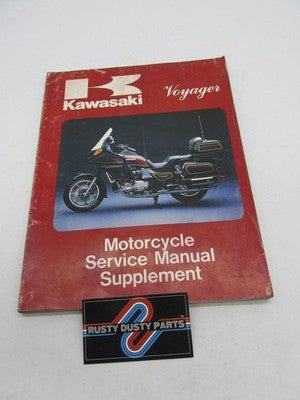 Kawasaki
Voyager
Motorcycle
Service Manual
Supplement
RUSTY DUSTY PARTS